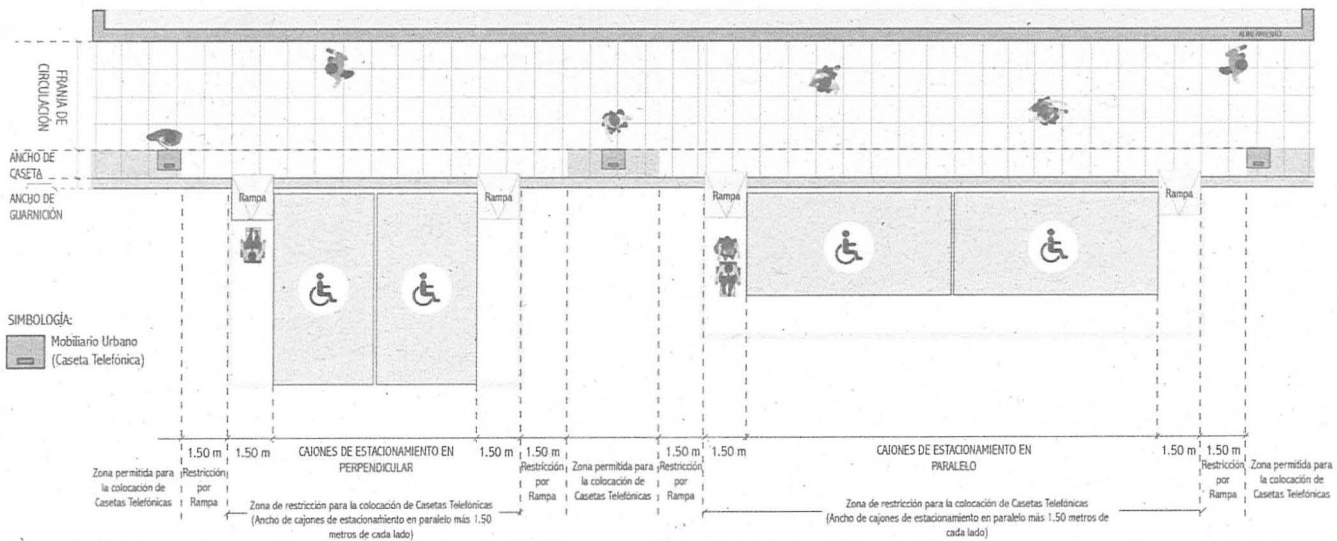 ALINEAMIENTO
FRANJA DE
CIRCULACIÓN
ANCHO DE
CASETA
ANCHO DE
GUARNICIÓN
Rampa
Rampa
Rampa
Rampa
SIMBOLOGÍA:
Mobiliario Urbano
(Caseta Telefónica)
1.50 m
1.50 m
CAJONES DE ESTACIONAMIENTO EN
PERPENDICULAR
1.50 m
1.50 m
1.50 m
1.50 m
CAJONES DE ESTACIONAMIENTO EN
PARALELO
1.50 m
1.50 m
Zona permitida para
la colocación de
Casetas Telefónicas
Restricción
por
Rampa
Zona de restricción para la colocación de Casetas Telefónicas
(Ancho de cajones de estacionamiento en paralelo más 1.50
metros de cada lado)
Restricción
por
Rampa
Zona permitida para
la colocación de
Casetas Telefónicas
Restricción
por
Rampa
Zona de restricción para la colocación de Casetas Telefónicas
(Ancho de cajones de estacionamiento en paralelo más 1.50 metros de
cada lado)
Restricción
por
Rampa
Zona permitida para
la colocación de
Casetas Telefónicas